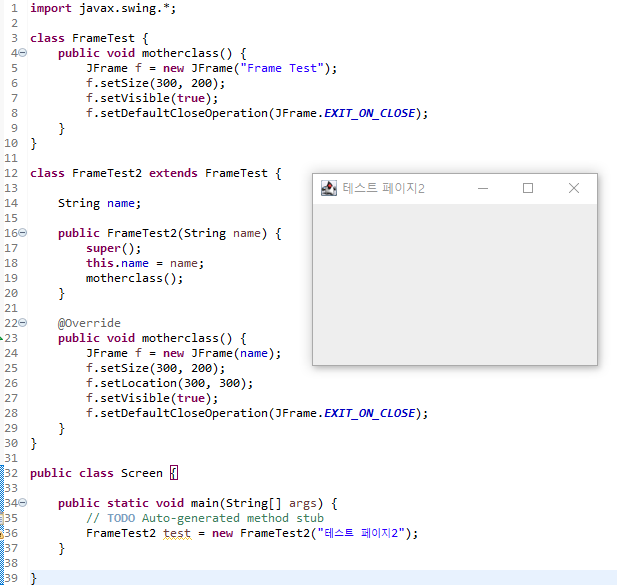 1 import javax.swing.*;
2
3 class FrameTest {
4 public void motherclass() {
5 JFrame f = new JFrame("Frame Test");
6 f.setSize(300, 200);
7 f.setVisible(true);
8 f.setDefaultCloseOperation(JFrame.EXIT_ON_CLOSE);
9 }
10 }
11
12 class FrameTest2 extends FrameTest {
13
14 String name;
15
16 public FrameTest2(String name) {
17 super();
18 this.name = name;
19 motherclass();
20 }
21
22 @Override
23 public void motherclass() {
24 JFrame f = new JFrame(name);
25 f.setSize(300, 200);
26 f.setLocation(300, 300);
27 f.setVisible(true);
28 f.setDefaultCloseOperation(JFrame.EXIT_ON_CLOSE);
29 }
30 }
31
32 public class Screen {
33
34 public static void main(String[] args) {
35 // TODO Auto-generated method stub
36 FrameTest2 test = new FrameTest2("테스트 페이지2");
37 }
38
39 }
테스트 페이지2